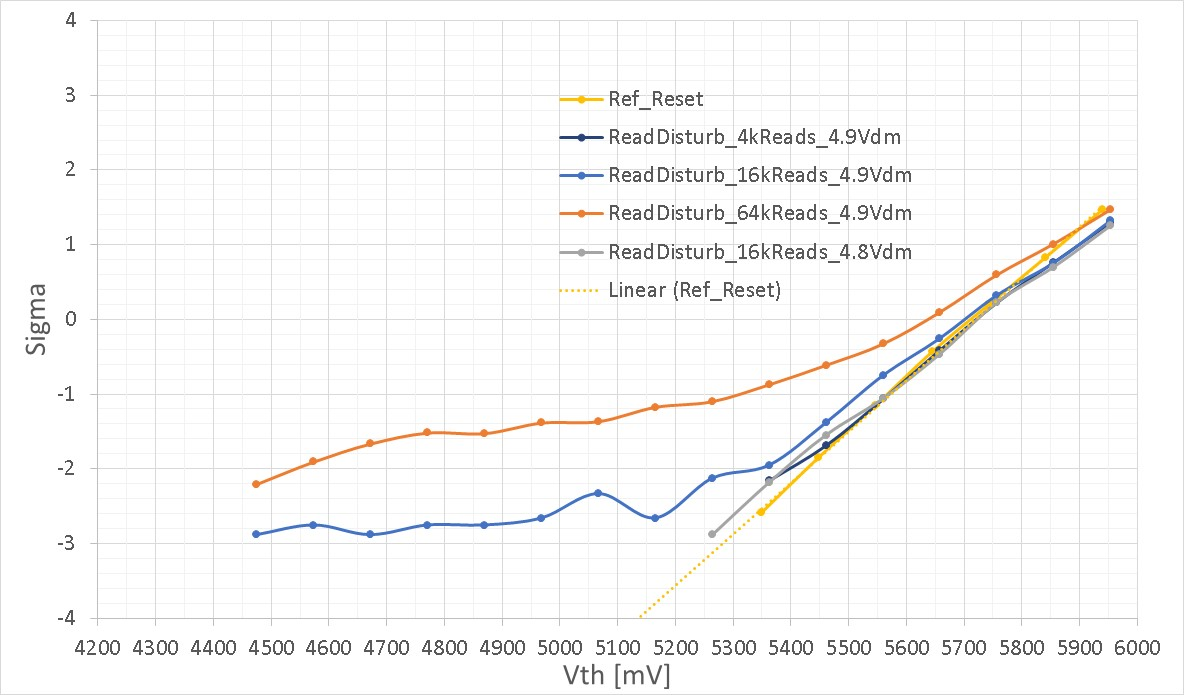 4
3
2
1
0
-1
-2
-3
-4
Sigma
Ref_Reset
ReadDisturb_4kReads_4.9Vdm
ReadDisturb_16kReads_4.9Vdm
ReadDisturb_64kReads_4.9Vdm
ReadDisturb_16kReads_4.8Vdm
Linear (Ref_Reset)
4200 4300 4400 4500 4600 4700 4800 4900 5000 5100 5200 5300 5400 5500 5600 5700 5800 5900 6000
Vth [mV]